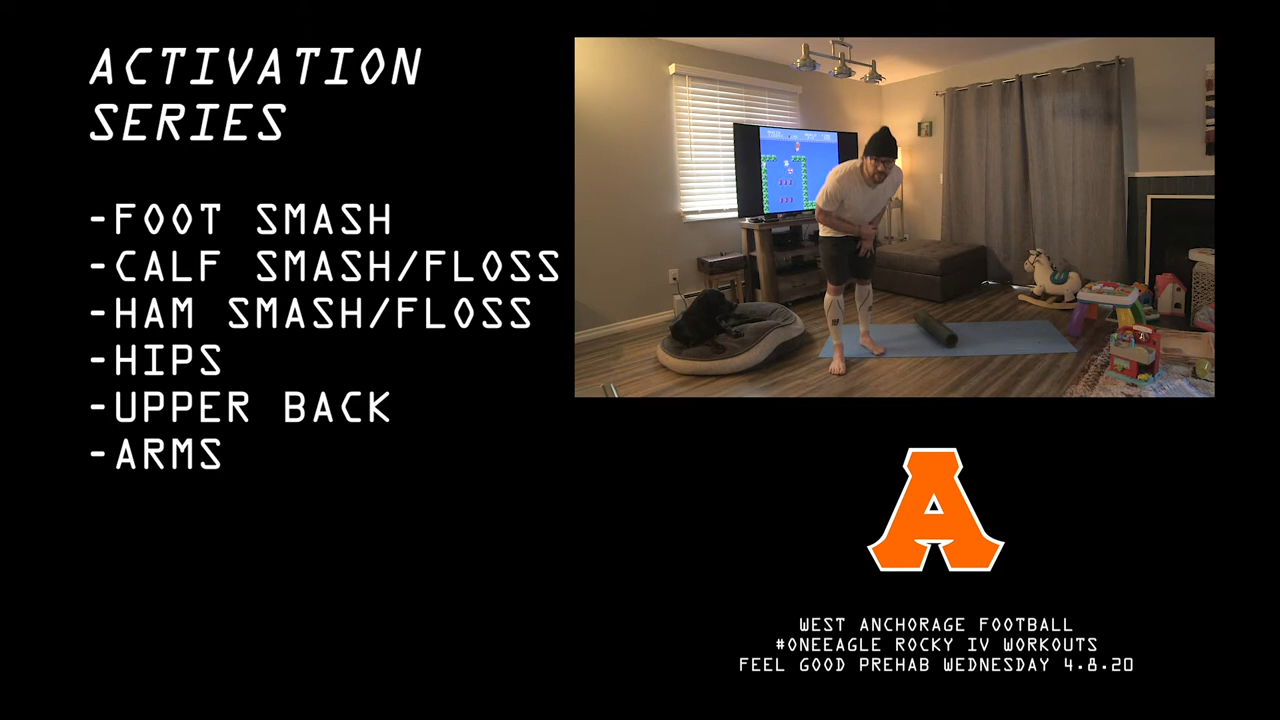 ACTIVATION
SERIES
-FOOT SMASH
-CALF SMASH/FLOSS
-HAM SMASH/FLOSS
-HIPS
-UPPER BACK
-ARMS
A
WEST ANCHORAGE FOOTBALL
#ONEEAGLE ROCKY IV WORKOUTS
FEEL GOOD PREHAB WEDNESDAY 4.8.20